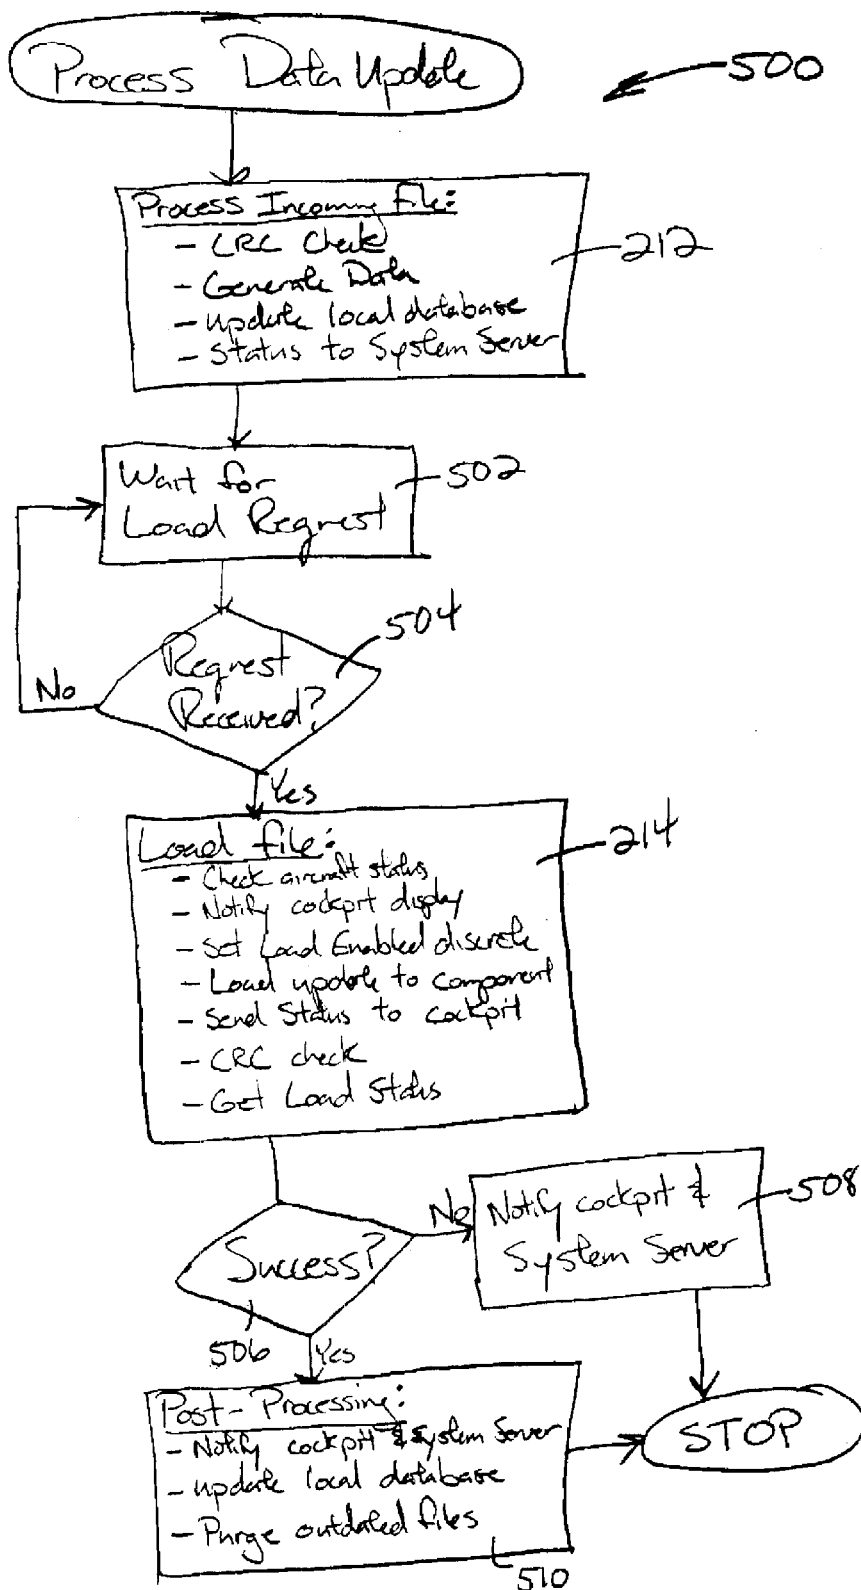 Process Data Update
500
Process Incoming File:
- CRC Check
- Generate Data
- update local database
- Status to System Server
212
Wait for
Load Request
502
Request
Received?
504
No
Yes
Load file:
- Check aircraft status
- Notify cockpit display
- Set Load Enabled discrete
- Load update to component
- Send Status to cockpit
- CRC check
- Get Load Status
214
Success?
506
No
Notify cockpit &
System Server
508
Yes
Post-Processing:
- Notify cockpit & System Server
- update local database
- Purge outdated files
510
STOP